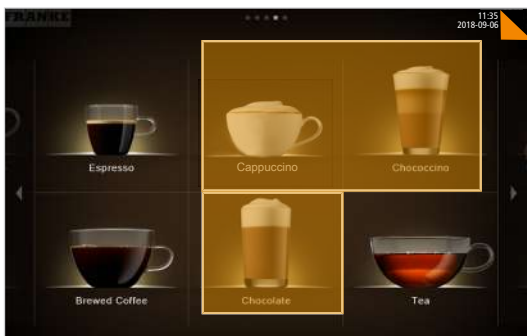 FRANKE
11:35
2018-09-06
Espresso
Cappuccino
Chococcino
Brewed Coffee
Chocolate
Tea